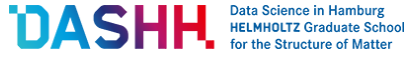 DASHH.
Data Science in Hamburg
HELMHOLTZ Graduate School
for the Structure of Matter